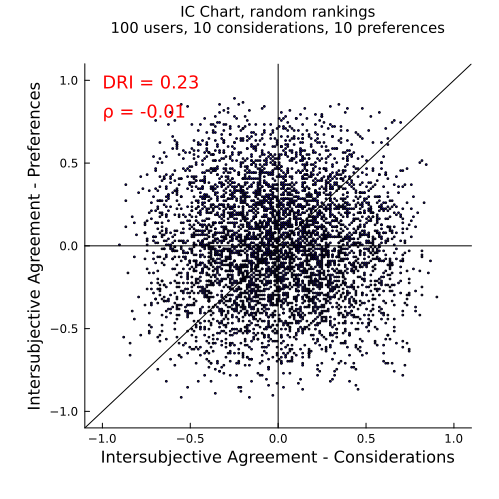 IC Chart, random rankings
100 users, 10 considerations, 10 preferences
DRI = 0.23
ρ = -0.01
Intersubjective Agreement - Preferences
1.0
0.5
0.0
−0.5
−1.0
−1.0
−0.5
0.0
0.5
1.0
Intersubjective Agreement - Considerations